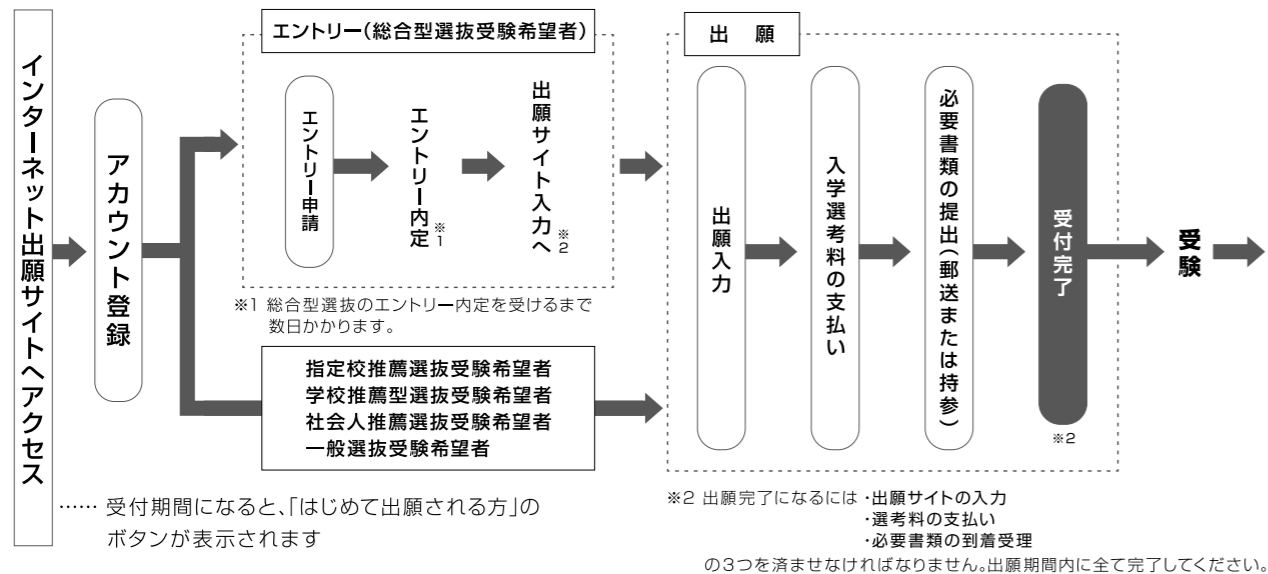 インターネット出願サイトへアクセス
アカウント登録
エントリー（総合型選抜受験希望者）
エントリー申請
エントリー内定
※1
出願サイト入力へ
※2
※1 総合型選抜のエントリー内定を受けるまで
数日かかります。
指定校推薦選抜受験希望者
学校推薦型選抜受験希望者
社会人推薦選抜受験希望者
一般選抜受験希望者
出　願
出願入力
入学選考料の支払い
必要書類の提出（郵送または持参）
受付完了
※2
受験
…… 受付期間になると、「はじめて出願される方」の
ボタンが表示されます
※2 出願完了になるには ・出願サイトの入力
・選考料の支払い
・必要書類の到着受理
の3つを済ませなければなりません。出願期間内に全て完了してください。